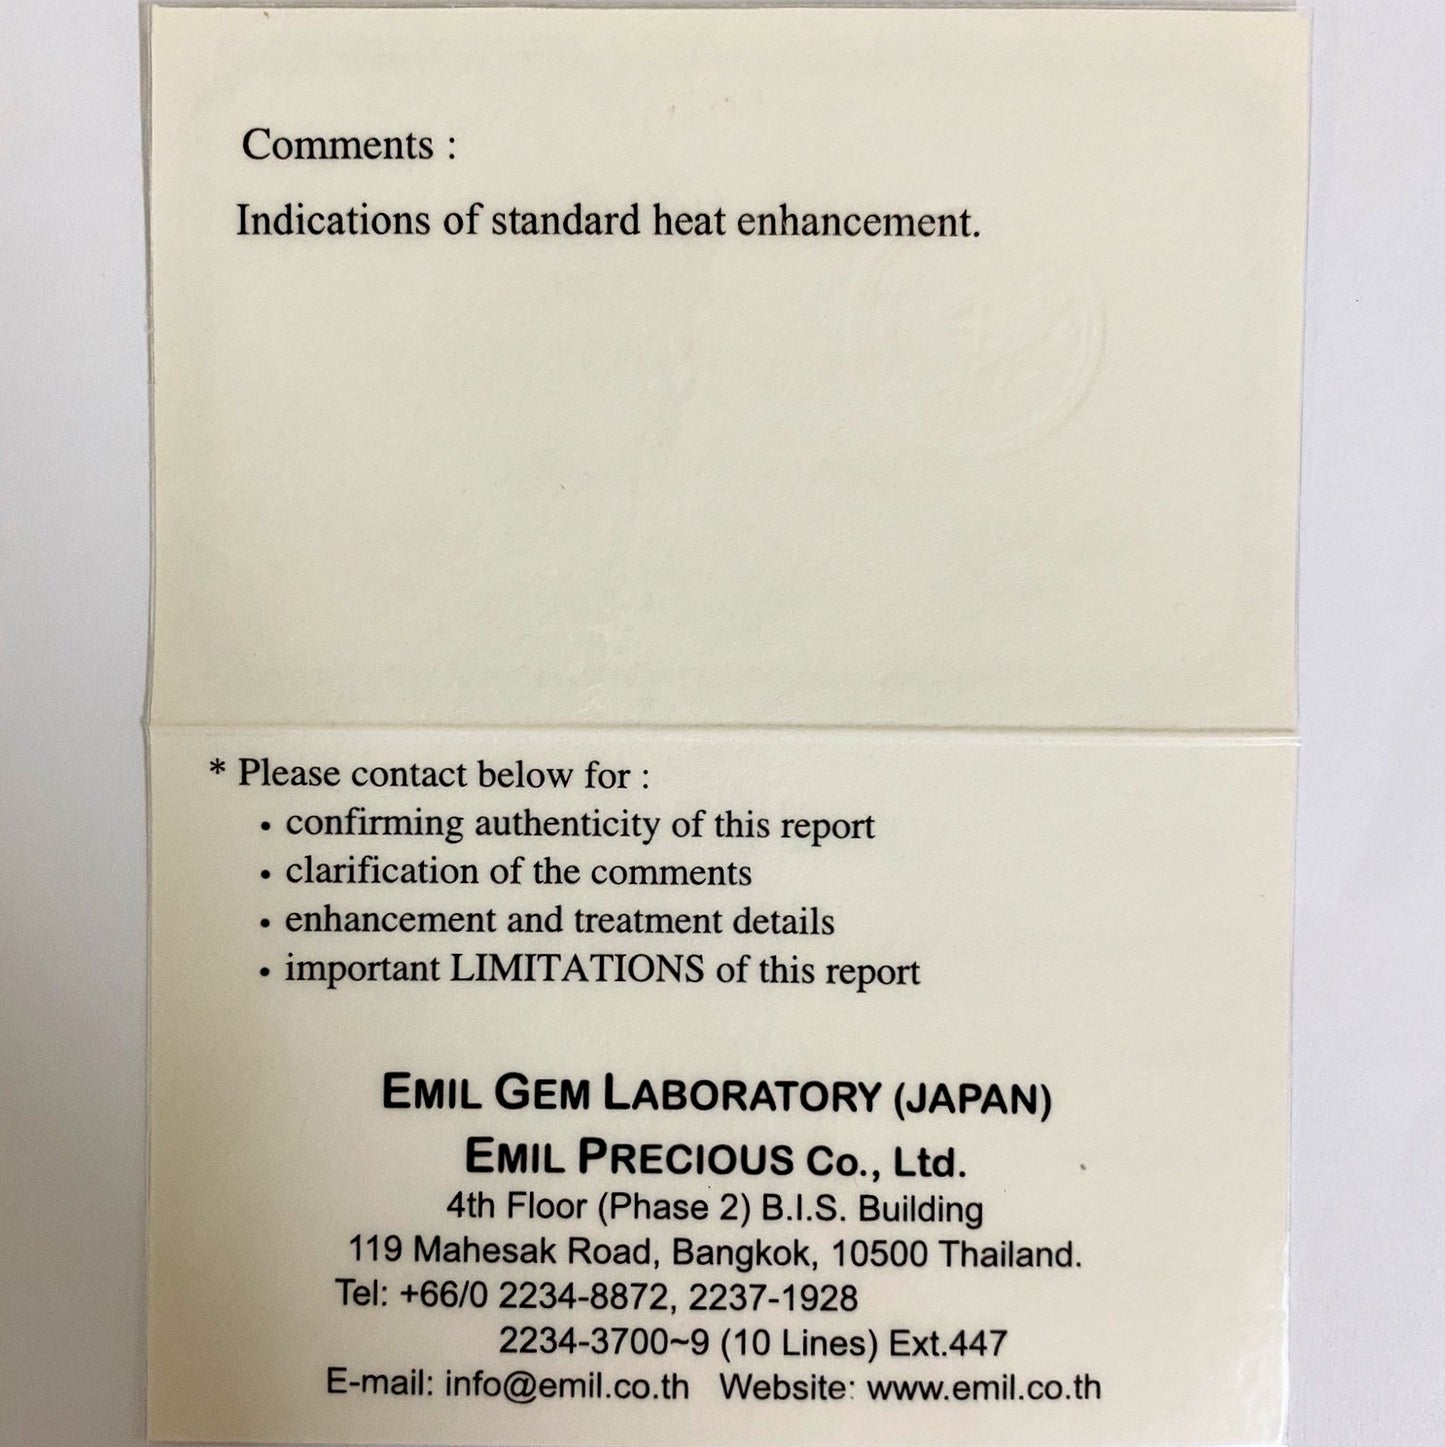 Comments :
Indications of standard heat enhancement.
* Please contact below for :
• confirming authenticity of this report
• clarification of the comments
• enhancement and treatment details
• important LIMITATIONS of this report
EMIL GEM LABORATORY (JAPAN)
EMIL PRECIOUS Co., Ltd.
4th Floor (Phase 2) B.I.S. Building
119 Mahesak Road, Bangkok, 10500 Thailand.
Tel: +66/0 2234-8872, 2237-1928
2234-3700~9 (10 Lines) Ext.447
E-mail: info@emil.co.th Website: www.emil.co.th